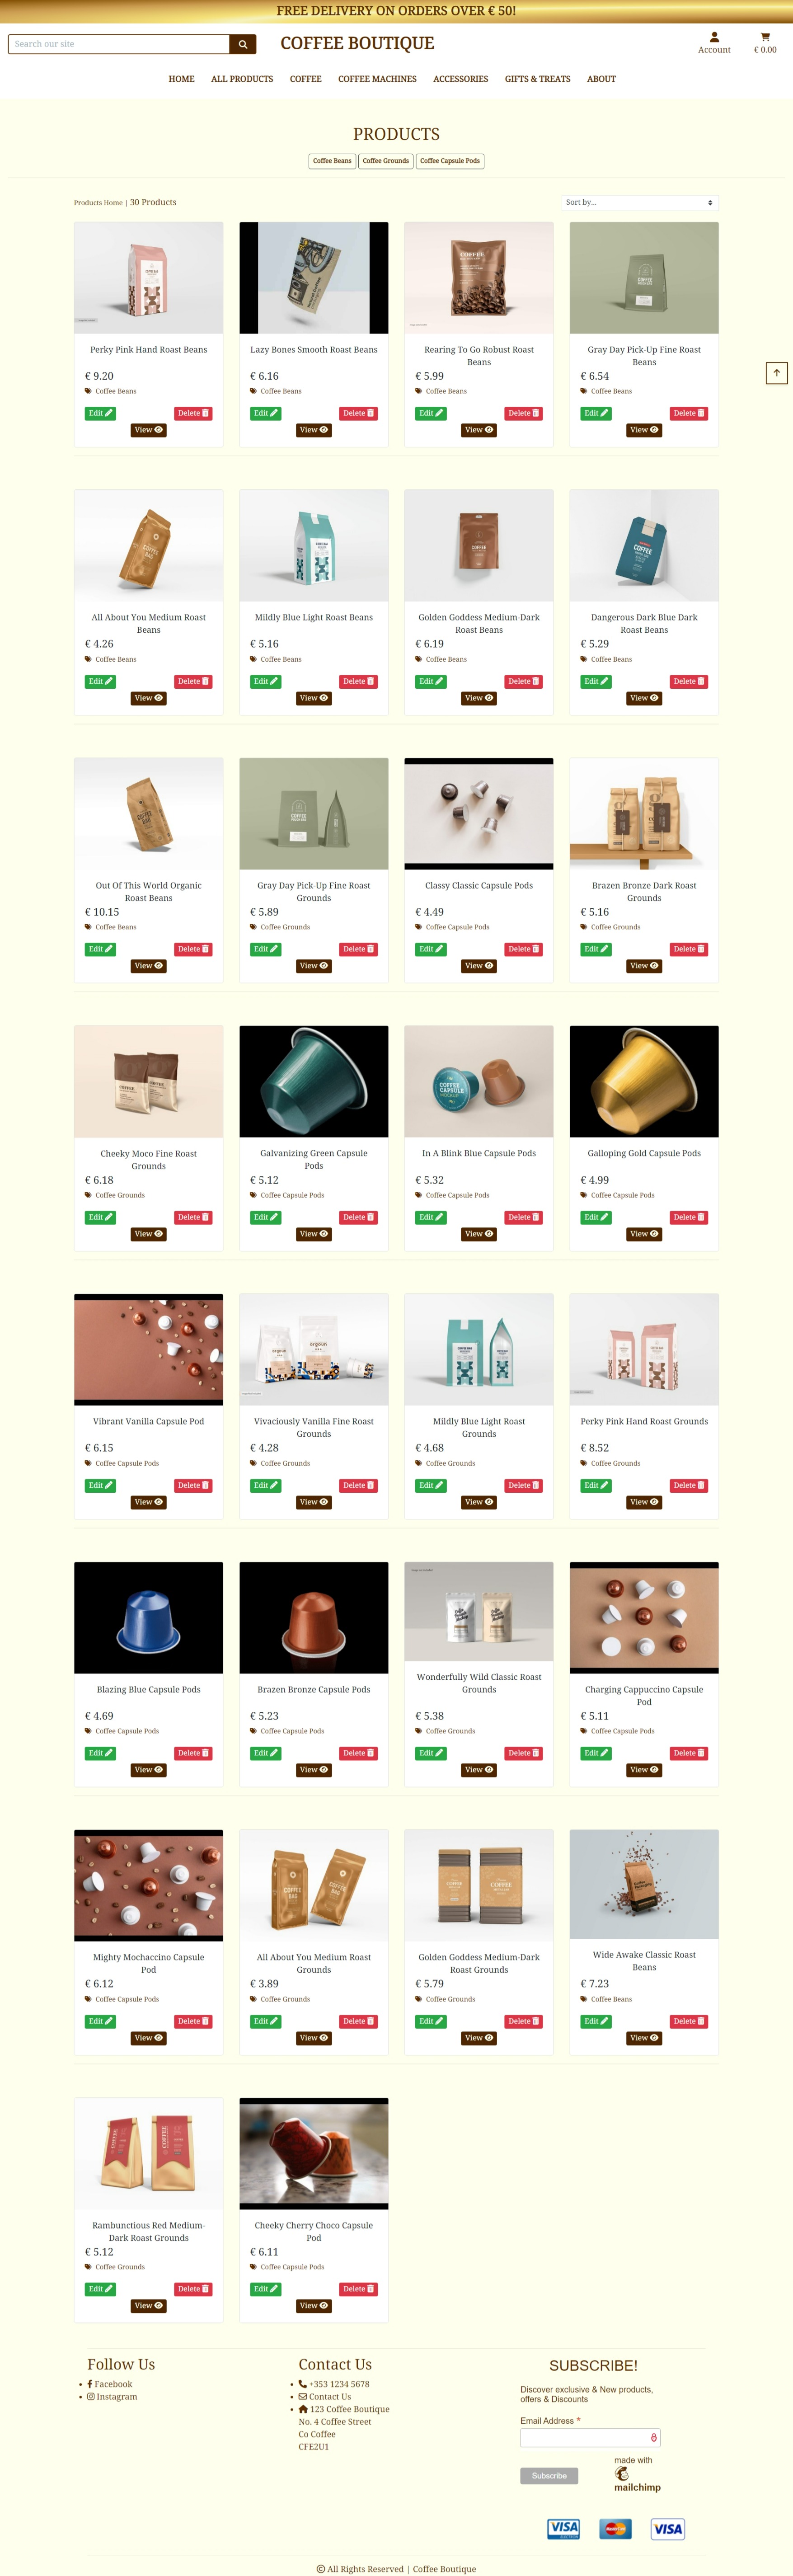 FREE DELIVERY ON ORDERS OVER € 50!
Search our site
COFFEE BOUTIQUE
Account
€ 0.00
HOME ALL PRODUCTS COFFEE COFFEE MACHINES ACCESSORIES GIFTS & TREATS ABOUT
PRODUCTS
Coffee Beans Coffee Grounds Coffee Capsule Pods
Products Home | 30 Products
Sort by...
Perky Pink Hand Roast Beans
€ 9.20
Coffee Beans
Edit Delete
View
Lazy Bones Smooth Roast Beans
€ 6.16
Coffee Beans
Edit Delete
View
COFFEE
Rearing To Go Robust Roast
Beans
€ 5.99
Coffee Beans
Edit Delete
View
Gray Day Pick-Up Fine Roast
Beans
€ 6.54
Coffee Beans
Edit Delete
View
COFFEE
BAG
All About You Medium Roast
Beans
€ 4.26
Coffee Beans
Edit Delete
View
Mildly Blue Light Roast Beans
€ 5.16
Coffee Beans
Edit Delete
View
COFFEE
Golden Goddess Medium-Dark
Roast Beans
€ 6.19
Coffee Beans
Edit Delete
View
COFFEE
Dangerous Dark Blue Dark
Roast Beans
€ 5.29
Coffee Beans
Edit Delete
View
COFFEE
BAG
Out Of This World Organic
Roast Beans
€ 10.15
Coffee Beans
Edit Delete
View
COFFEE
Gray Day Pick-Up Fine Roast
Grounds
€ 5.89
Coffee Grounds
Edit Delete
View
Classy Classic Capsule Pods
€ 4.49
Coffee Capsule Pods
Edit Delete
View
Brazen Bronze Dark Roast
Grounds
€ 5.16
Coffee Grounds
Edit Delete
View
COFFEE
Cheeky Moco Fine Roast
Grounds
€ 6.18
Coffee Grounds
Edit Delete
View
Galvanizing Green Capsule
Pods
€ 5.12
Coffee Capsule Pods
Edit Delete
View
COFFEE
CAPSULE
MOCKUP
In A Blink Blue Capsule Pods
€ 5.32
Coffee Capsule Pods
Edit Delete
View
Galloping Gold Capsule Pods
€ 4.99
Coffee Capsule Pods
Edit Delete
View
Vibrant Vanilla Capsule Pod
€ 6.15
Coffee Capsule Pods
Edit Delete
View
Vivaciously Vanilla Fine Roast
Grounds
€ 4.28
Coffee Grounds
Edit Delete
View
Mildly Blue Light Roast
Grounds
€ 4.68
Coffee Grounds
Edit Delete
View
Perky Pink Hand Roast Grounds
€ 8.52
Coffee Grounds
Edit Delete
View
Blazing Blue Capsule Pods
€ 4.69
Coffee Capsule Pods
Edit Delete
View
Brazen Bronze Capsule Pods
€ 5.23
Coffee Capsule Pods
Edit Delete
View
Wonderfully Wild Classic Roast
Grounds
€ 5.38
Coffee Grounds
Edit Delete
View
Charging Cappuccino Capsule
Pod
€ 5.11
Coffee Capsule Pods
Edit Delete
View
Mighty Mochaccino Capsule
Pod
€ 6.12
Coffee Capsule Pods
Edit Delete
View
COFFEE
BAG
All About You Medium Roast
Grounds
€ 3.89
Coffee Grounds
Edit Delete
View
COFFEE
Golden Goddess Medium-Dark
Roast Grounds
€ 5.79
Coffee Grounds
Edit Delete
View
Wide Awake Classic Roast
Beans
€ 7.23
Coffee Beans
Edit Delete
View
COFFEE
Rambunctious Red Medium-
Dark Roast Grounds
€ 5.12
Coffee Grounds
Edit Delete
View
Cheeky Cherry Choco Capsule
Pod
€ 6.11
Coffee Capsule Pods
Edit Delete
View
Follow Us
Facebook
Instagram
Contact Us
+353 1234 5678
Contact Us
123 Coffee Boutique
No. 4 Coffee Street
Co Coffee
CFE2U1
SUBSCRIBE!
Discover exclusive & New products,
offers & Discounts
Email Address *
Subscribe
made with
mailchimp
VISA
MasterCard
VISA
© All Rights Reserved | Coffee Boutique